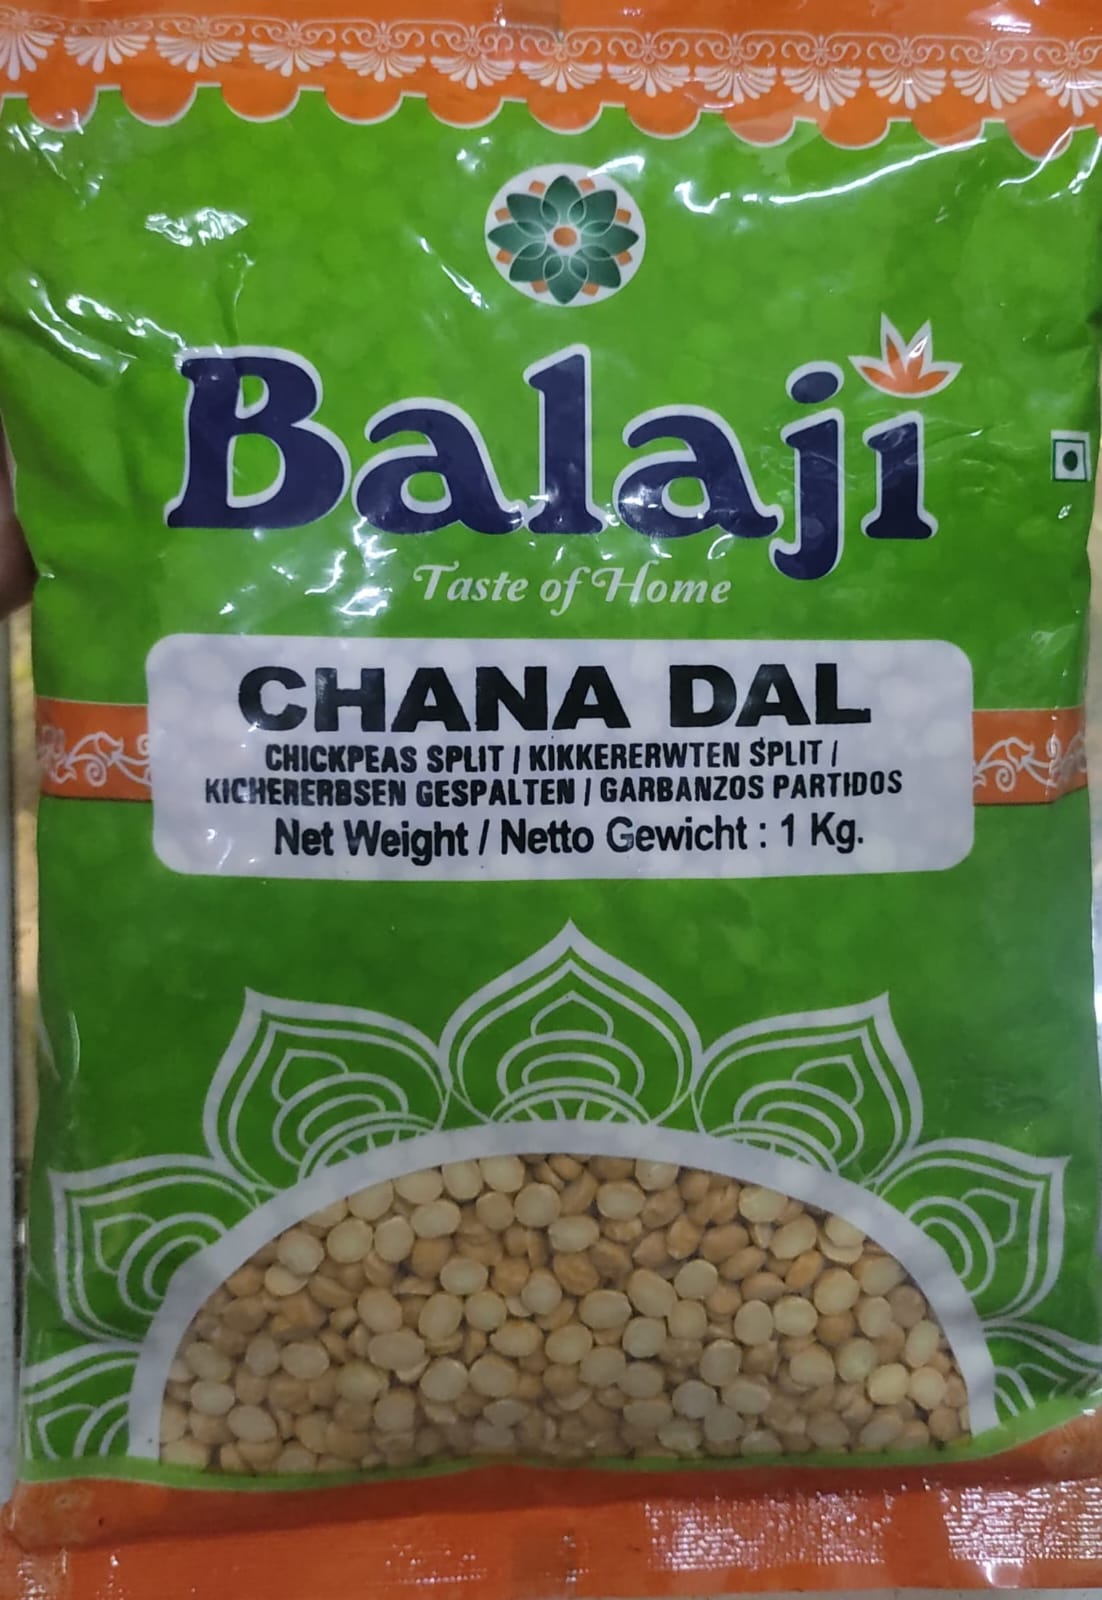 Balaji
Taste of Home
CHANA DAL
CHICKPEAS SPLIT / KIKKERERWTEN SPLIT /
KICHERERBSEN GESPALTEN / GARBANZOS PARTIDOS
Net Weight / Netto Gewicht : 1 Kg.